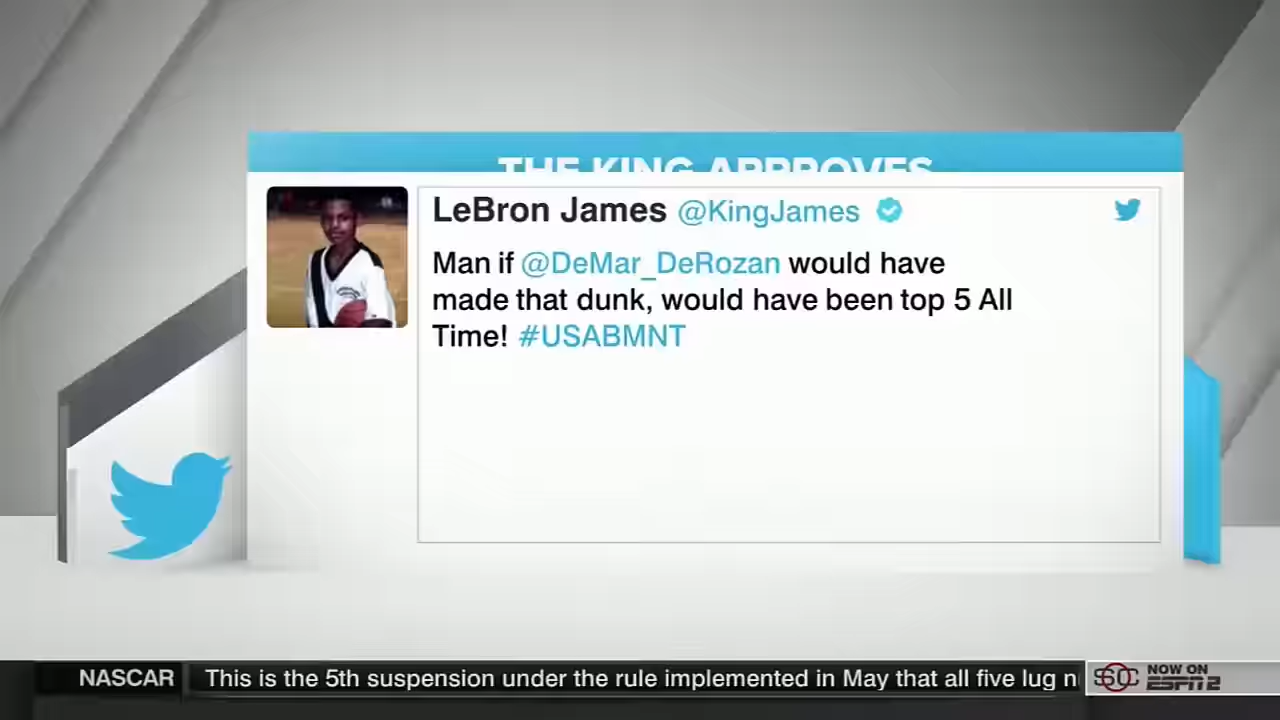 THE KING APPROVES
LeBron James @KingJames
Man if @DeMar_DeRozan would have
made that dunk, would have been top 5 All
Time! #USABMNT
NASCAR This is the 5th suspension under the rule implemented in May that all five lug n
SC NOW ON
ESPN2